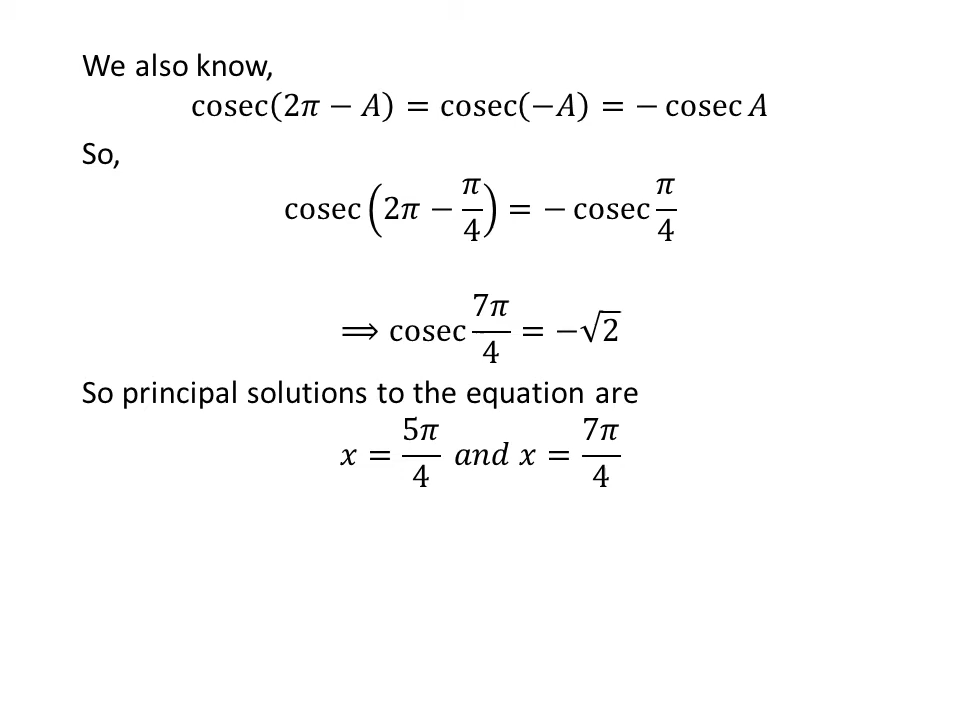 We also know,
cosec(2π − A) = cosec(−A) = − cosec A
So,
cosec (2π − π/4) = − cosec π/4
⟹ cosec 7π/4 = −√2
So principal solutions to the equation are
x = 5π/4 and x = 7π/4